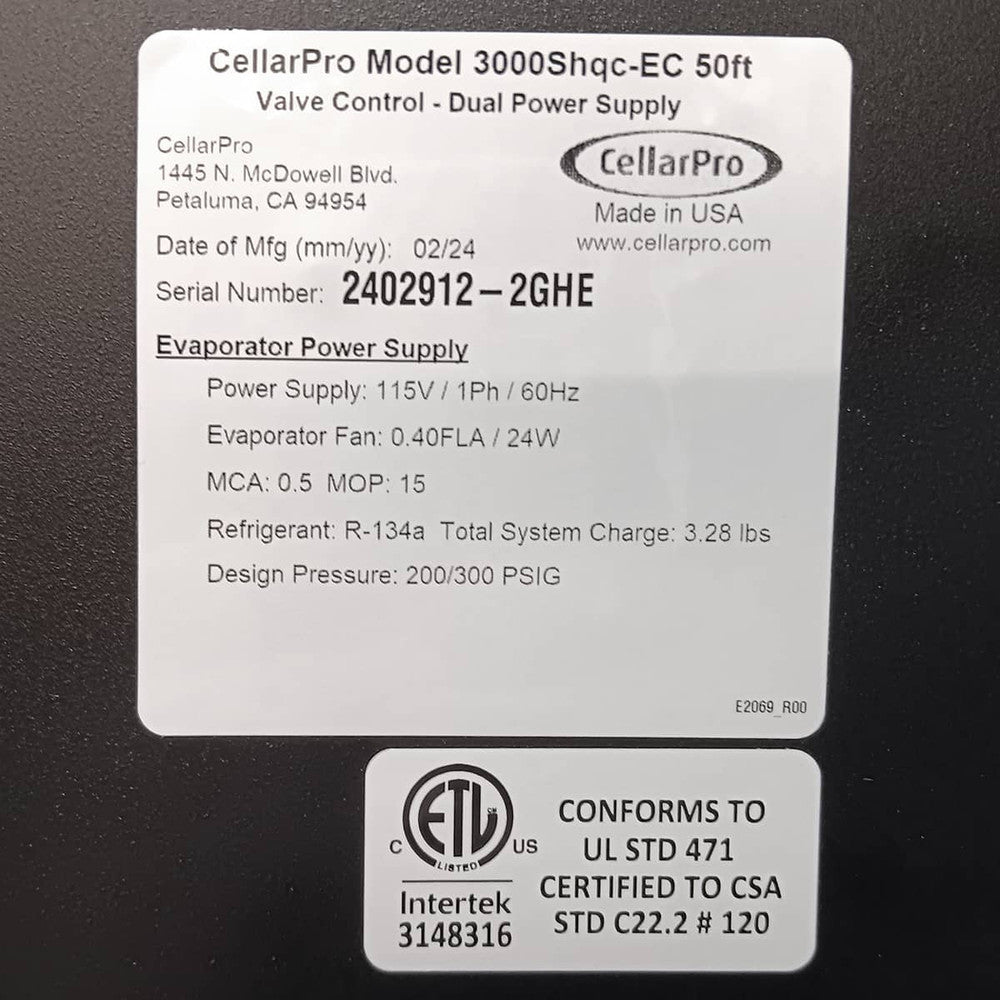 CellarPro Model 3000Shqc-EC 50ft
Valve Control - Dual Power Supply
CellarPro
1445 N. McDowell Blvd.
Petaluma, CA 94954
CellarPro
Made in USA
www.cellarpro.com
Date of Mfg (mm/yy): 02/24
Serial Number: 2402912-2GHE
Evaporator Power Supply
Power Supply: 115V / 1Ph / 60Hz
Evaporator Fan: 0.40FLA / 24W
MCA: 0.5 MOP: 15
Refrigerant: R-134a Total System Charge: 3.28 lbs
Design Pressure: 200/300 PSIG
E2069_R00
ETL CM
C US
LISTED
Intertek
3148316
CONFORMS TO
UL STD 471
CERTIFIED TO CSA
STD C22.2 # 120